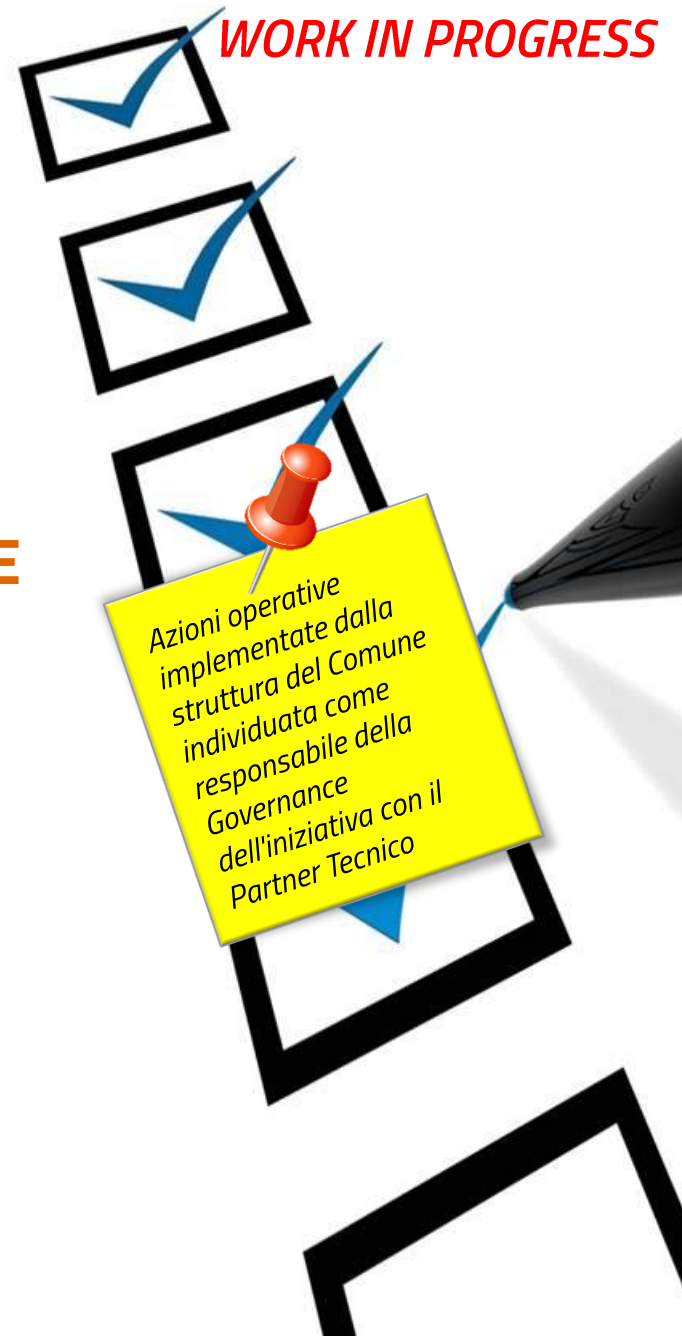 WORK IN PROGRESS
E
Azioni operative
implementate dalla
struttura del Comune
individuata come
responsabile della
Governance
dell'iniziativa con il
Partner Tecnico